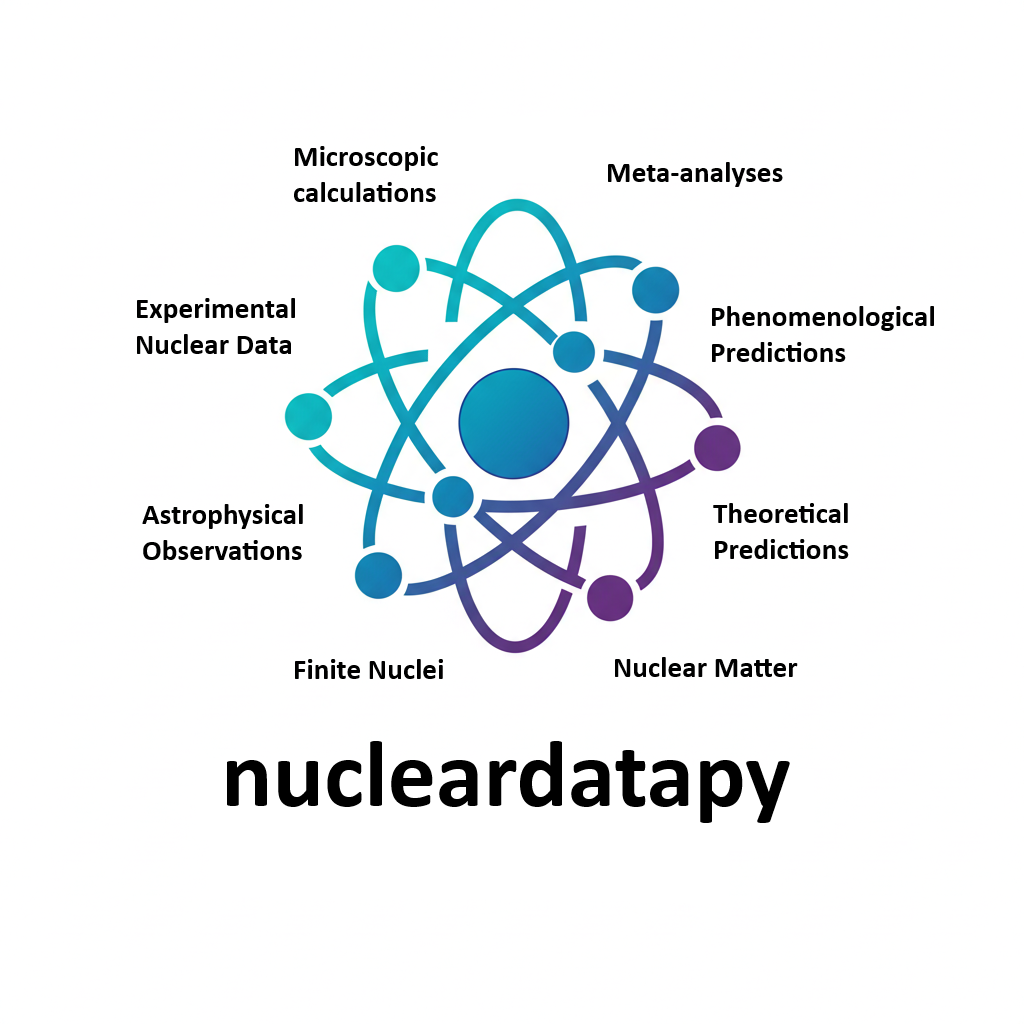 Microscopic
calculations
Meta-analyses
Experimental
Nuclear Data
Phenomenological
Predictions
Astrophysical
Observations
Theoretical
Predictions
Finite Nuclei
Nuclear Matter
nucleardatapy